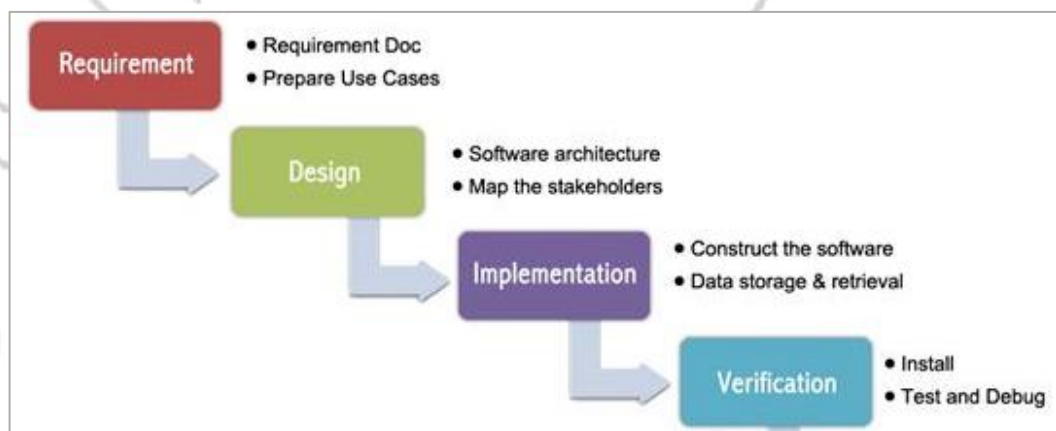 Requirement
● Requirement Doc
● Prepare Use Cases
Design
● Software architecture
● Map the stakeholders
Implementation
● Construct the software
● Data storage & retrieval
Verification
● Install
● Test and Debug